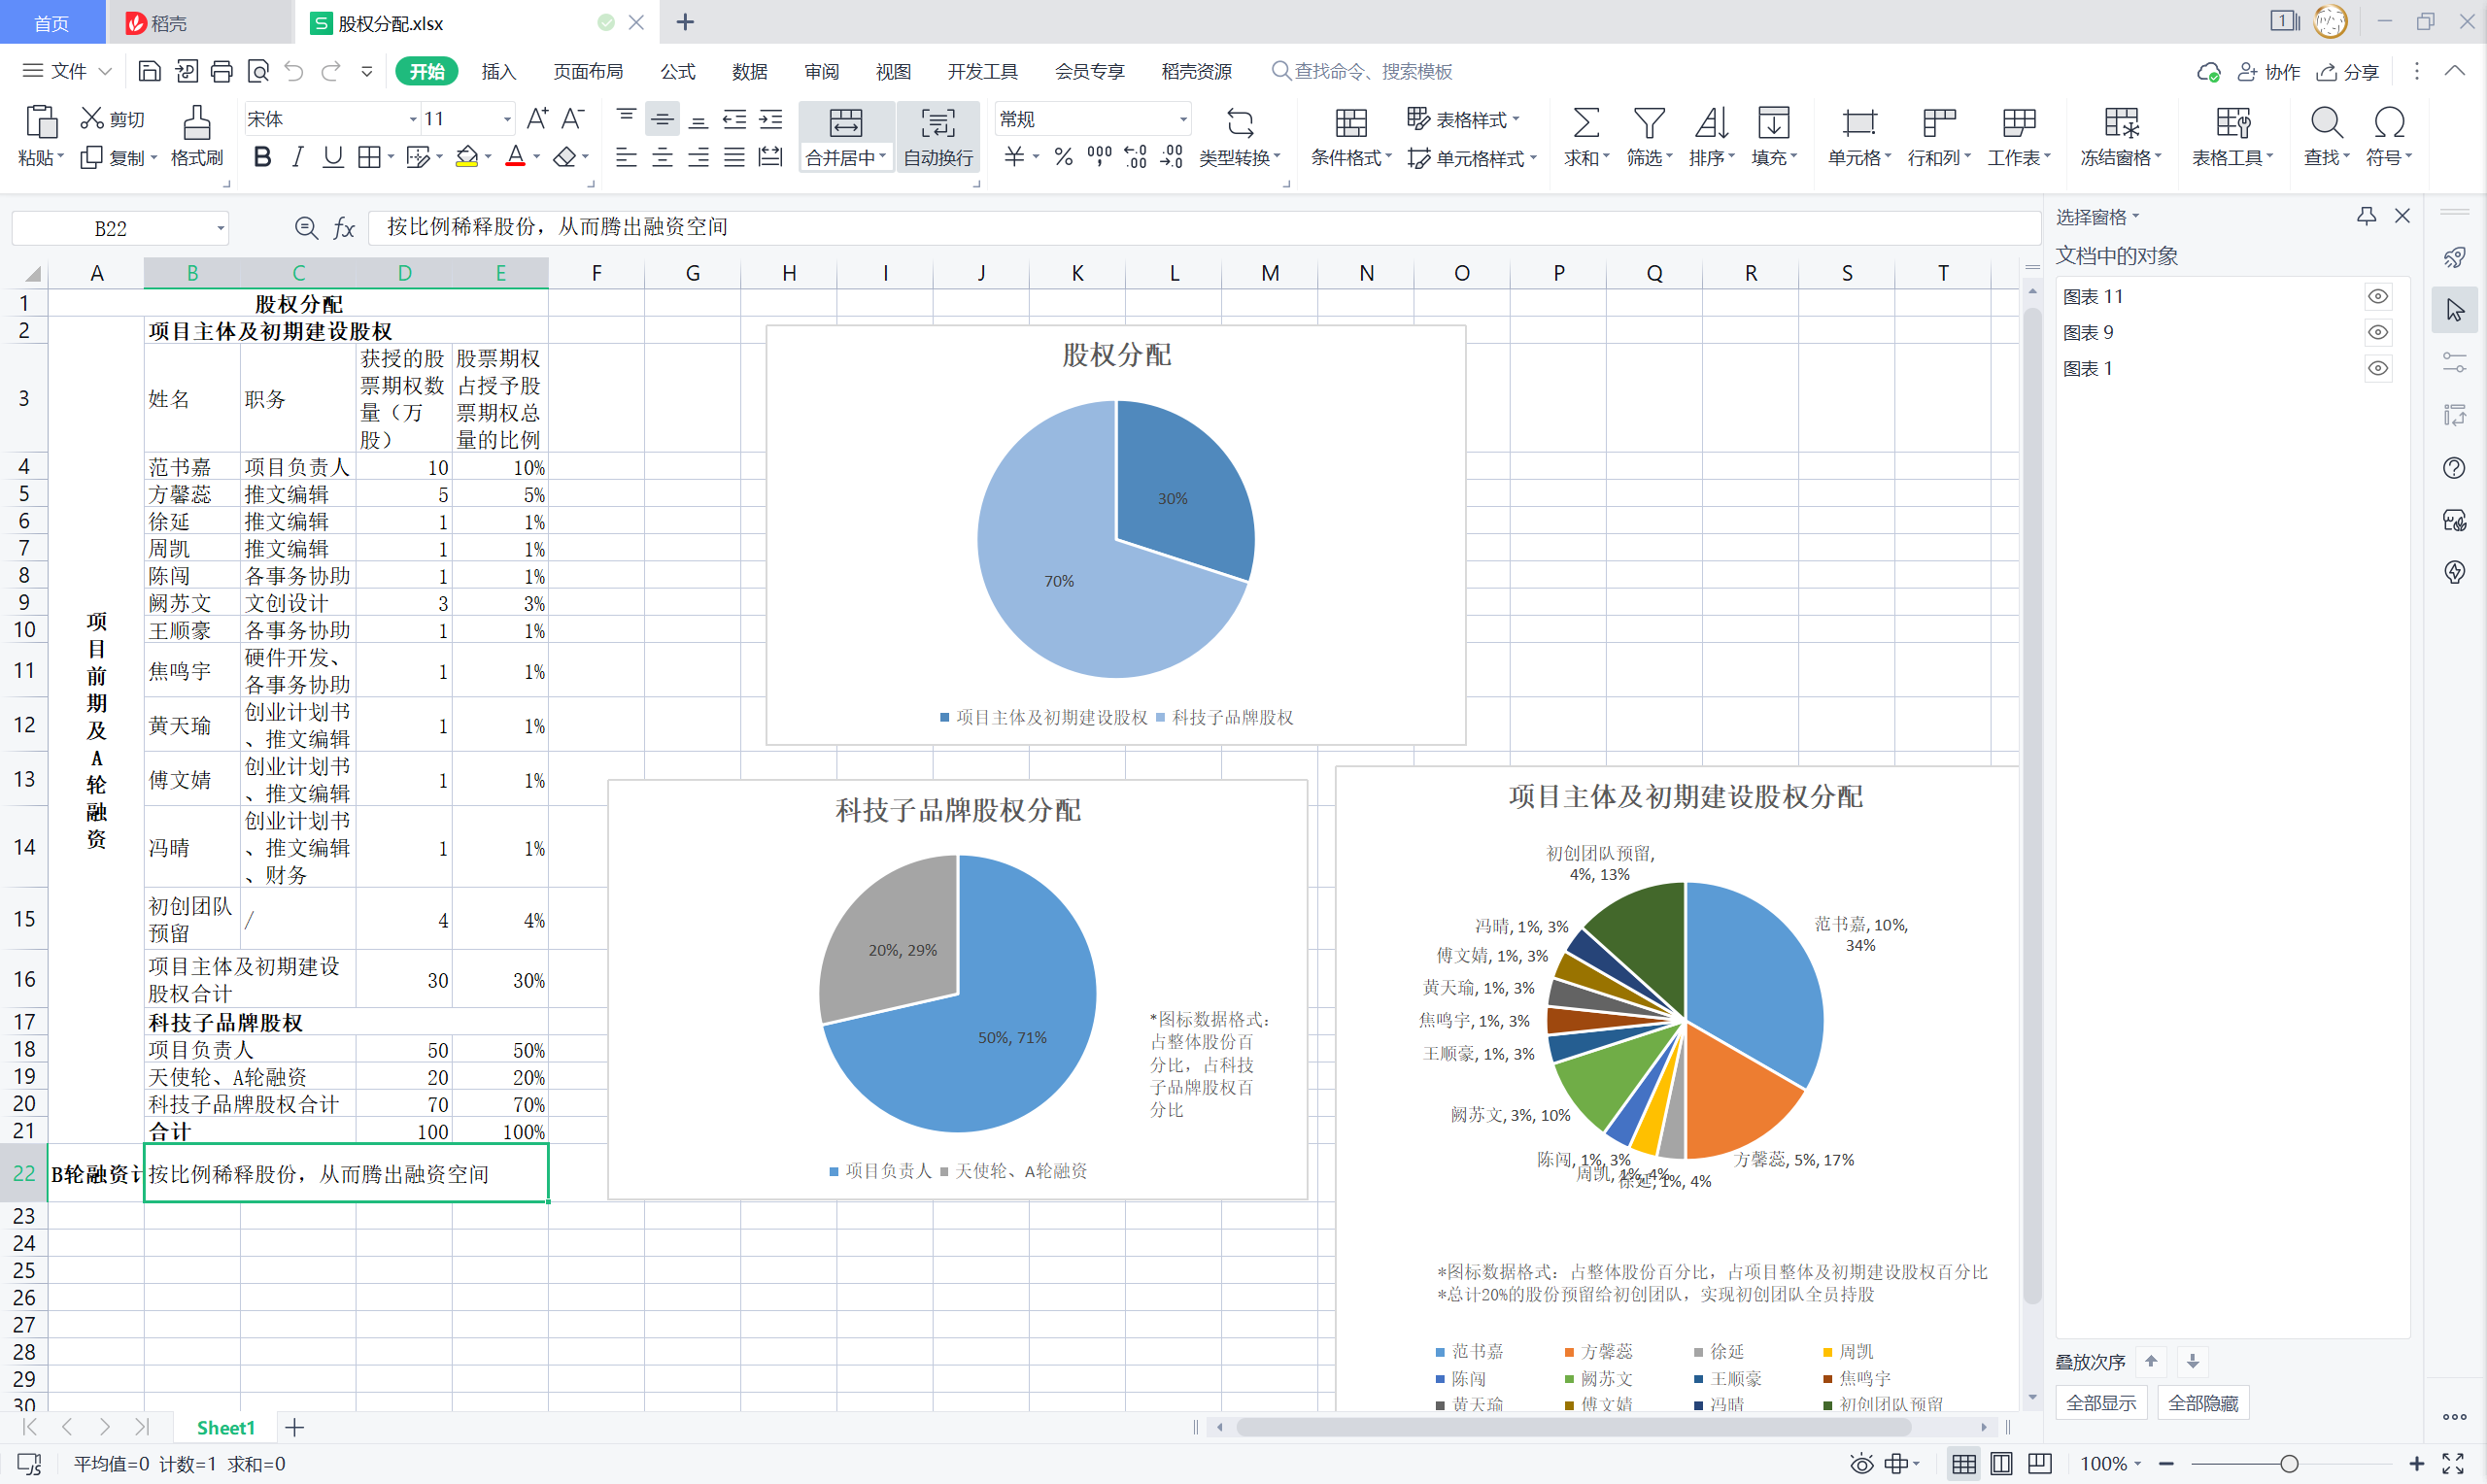 首页
稻壳
S 股权分配.xlsx
1
文件
开始
插入
页面布局
公式
数据
审阅
视图
开发工具
会员专享
稻壳资源
查找命令、搜索模板
协作
分享
粘贴
剪切
复制
格式刷
宋体
11
合并居中
自动换行
常规
类型转换
条件格式
表格样式
单元格样式
求和
筛选
排序
填充
单元格
行和列
工作表
冻结窗格
表格工具
查找
符号
B22
fx
按比例稀释股份，从而腾出融资空间
A B C D E F G H I J K L M N O P Q R S T
1 股权分配
2 项目主体及初期建设股权
3 姓名 职务 获授的股票期权数量（万股） 股票期权占授予股票期权总量的比例
4 范书嘉 项目负责人 10 10%
5 方馨蕊 推文编辑 5 5%
6 徐延 推文编辑 1 1%
7 周凯 推文编辑 1 1%
8 陈闯 各事务协助 1 1%
9 阙苏文 文创设计 3 3%
10 王顺豪 各事务协助 1 1%
11 焦鸣宇 硬件开发、各事务协助 1 1%
12 黄天瑜 创业计划书、推文编辑 1 1%
13 傅文婧 创业计划书、推文编辑 1 1%
14 冯晴 创业计划书、推文编辑、财务 1 1%
15 初创团队预留 / 4 4%
16 项目主体及初期建设股权合计 30 30%
17 科技子品牌股权
18 项目负责人 50 50%
19 天使轮、A轮融资 20 20%
20 科技子品牌股权合计 70 70%
21 合计 100 100%
项目前期及A轮融资
22 B轮融资计 按比例稀释股份，从而腾出融资空间
23
24
25
26
27
28
29
30
股权分配
30%
70%
项目主体及初期建设股权 科技子品牌股权
科技子品牌股权分配
20%, 29%
50%, 71%
*图标数据格式：
占整体股份百
分比，占科技
子品牌股权百
分比
项目负责人 天使轮、A轮融资
项目主体及初期建设股权分配
初创团队预留,
4%, 13%
范书嘉, 10%,
34%
冯晴, 1%, 3%
傅文婧, 1%, 3%
黄天瑜, 1%, 3%
焦鸣宇, 1%, 3%
王顺豪, 1%, 3%
阙苏文, 3%, 10%
陈闯, 1%, 3%
周凯, 1%, 4%
徐延, 1%, 4%
方馨蕊, 5%, 17%
*图标数据格式：占整体股份百分比，占项目整体及初期建设股权百分比
*总计20%的股份预留给初创团队，实现初创团队全员持股
范书嘉 方馨蕊 徐延 周凯
陈闯 阙苏文 王顺豪 焦鸣宇
黄天瑜 傅文婧 冯晴 初创团队预留
选择窗格
文档中的对象
图表 11
图表 9
图表 1
叠放次序
全部显示
全部隐藏
Sheet1
平均值=0 计数=1 求和=0
100%